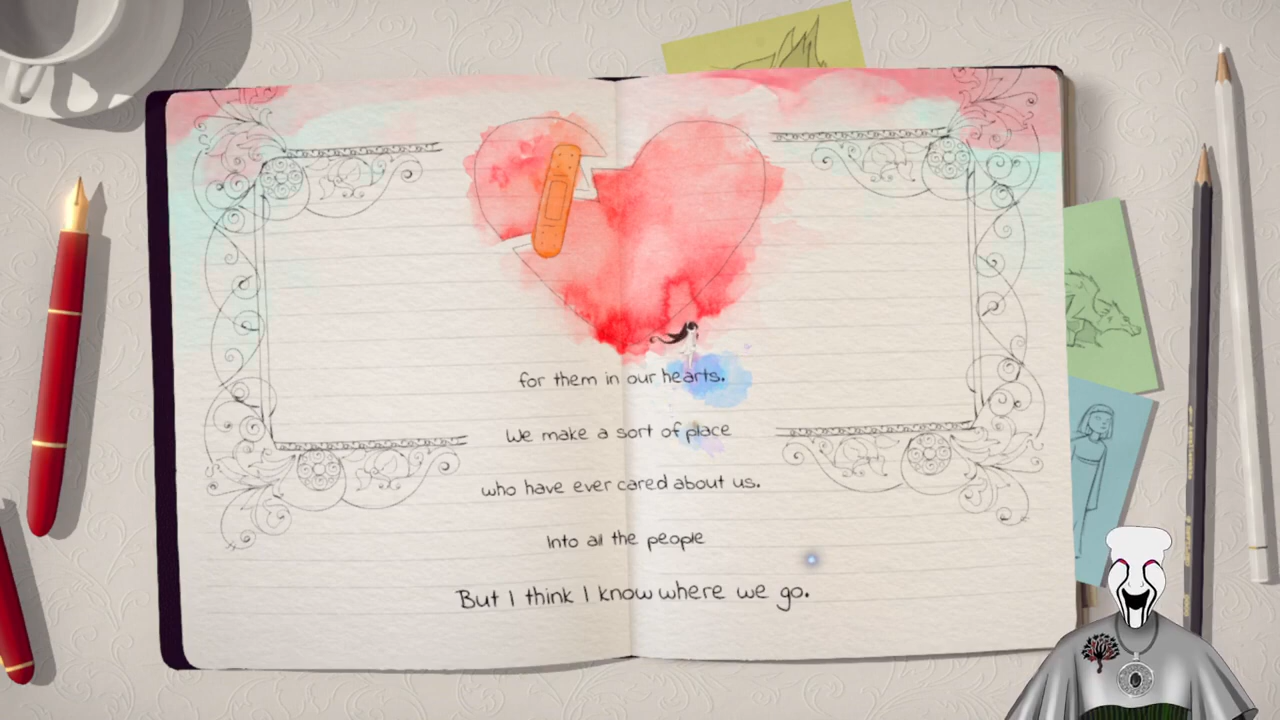 for them in our hearts.
We make a sort of place
who have ever cared about us.
Into all the people
But I think I know where we go.